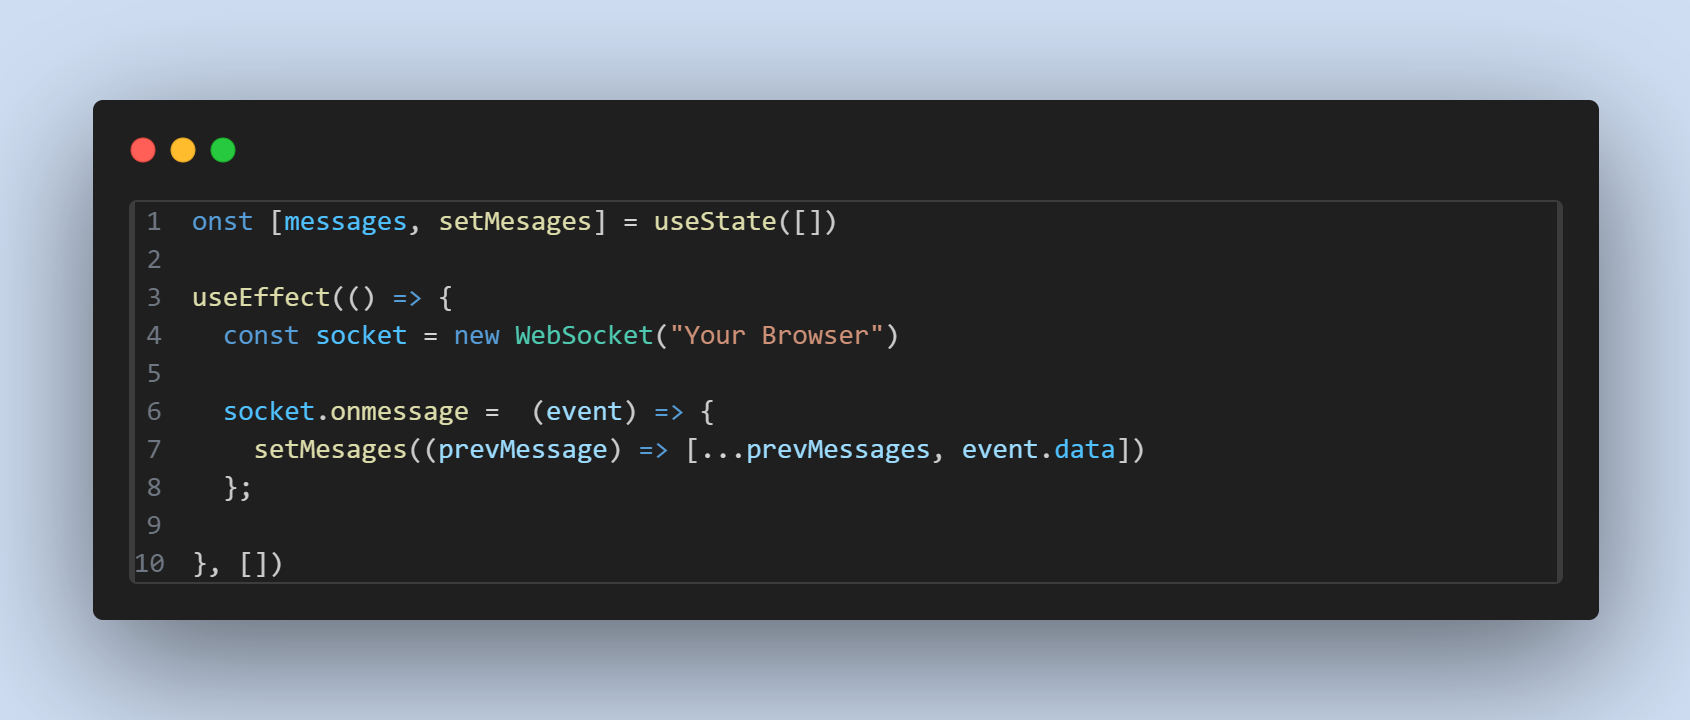 1 onst [messages, setMesages] = useState([])
2
3 useEffect(() => {
4   const socket = new WebSocket("Your Browser")
5
6   socket.onmessage =  (event) => {
7     setMesages((prevMessage) => [...prevMessages, event.data])
8   };
9
10 }, [])